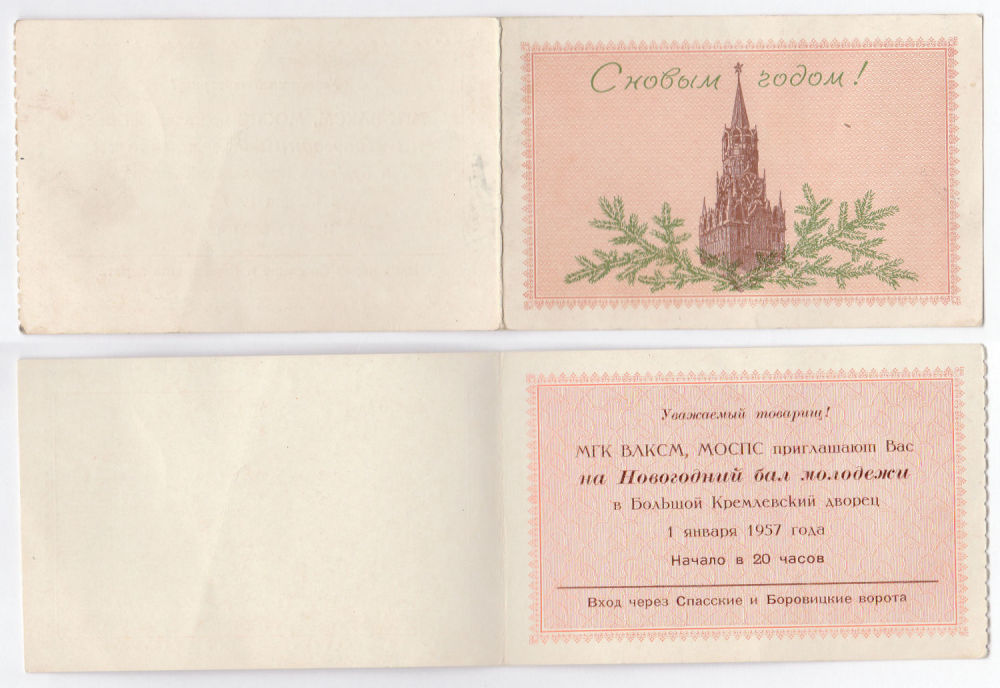 С новым годом!
Уважаемый товарищ!
МГК ВЛКСМ, МОСПС приглашают Вас
на Новогодний бал молодежи
в Большой Кремлевский дворец
1 января 1957 года
Начало в 20 часов
Вход через Спасские и Боровицкие ворота